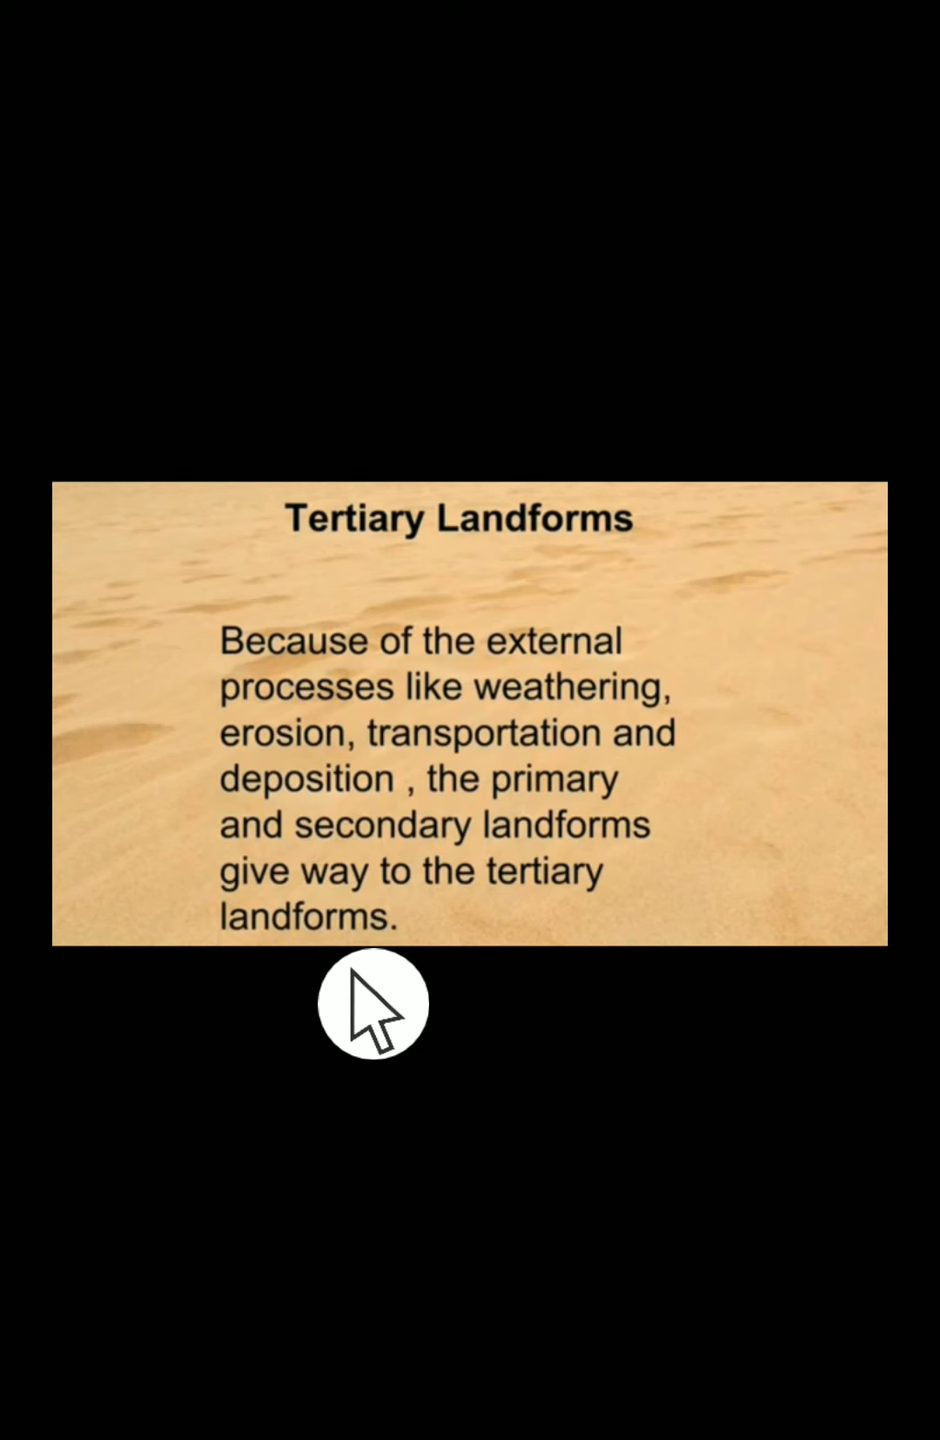 Tertiary Landforms
Because of the external
processes like weathering,
erosion, transportation and
deposition , the primary
and secondary landforms
give way to the tertiary
landforms.